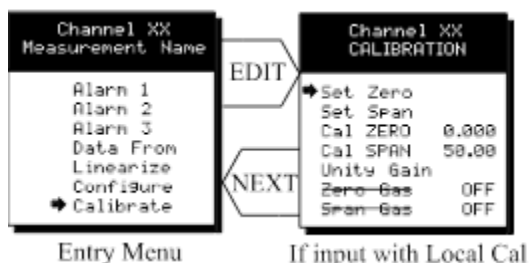 Channel XX
Measurement Name
Alarm 1
Alarm 2
Alarm 3
Data From
Linearize
Configure
Calibrate
Entry Menu
EDIT
NEXT
Channel XX
CALIBRATION
Set Zero
Set Span
Cal ZERO 0.000
Cal SPAN 50.00
Unity Gain
Zero Gas OFF
Span Gas OFF
If input with Local Cal